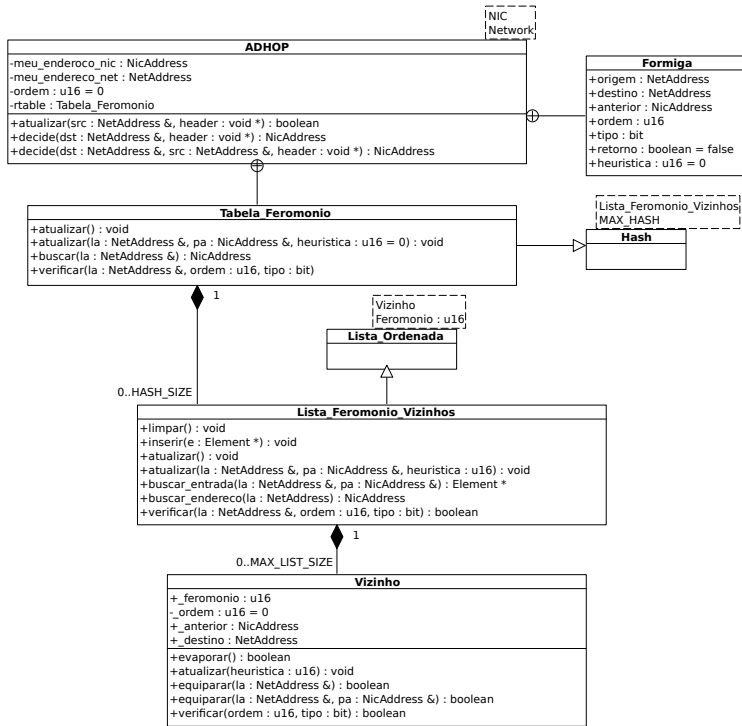 NIC
Network
ADHOP
-meu_enderoco_nic : NicAddress
-meu_endereco_net : NetAddress
-ordem : u16 = 0
-rtable : Tabela_Feromonio
+atualizar(src : NetAddress &, header : void *) : boolean
+decide(dst : NetAddress &, header : void *) : NicAddress
+decide(dst : NetAddress &, src : NetAddress &, header : void *) : NicAddress
Formiga
+origem : NetAddress
+destino : NetAddress
+anterior : NicAddress
+ordem : u16
+tipo : bit
+retorno : boolean = false
+heuristica : u16 = 0
Tabela_Feromonio
+atualizar() : void
+atualizar(la : NetAddress &, pa : NicAddress &, heuristica : u16 = 0) : void
+buscar(la : NetAddress &) : NicAddress
+verificar(la : NetAddress &, ordem : u16, tipo : bit)
Lista_Feromonio_Vizinhos
MAX_HASH
Hash
1
0..HASH_SIZE
Vizinho
Feromonio : u16
Lista_Ordenada
Lista_Feromonio_Vizinhos
+limpar() : void
+inserir(e : Element *) : void
+atualizar() : void
+atualizar(la : NetAddress &, pa : NicAddress &, heuristica : u16) : void
+buscar_entrada(la : NetAddress &, pa : NicAddress &) : Element *
+buscar_endereco(la : NetAddress) : NicAddress
+verificar(la : NetAddress &, ordem : u16, tipo : bit) : boolean
1
0..MAX_LIST_SIZE
Vizinho
+_feromonio : u16
-_ordem : u16 = 0
+_anterior : NicAddress
+_destino : NetAddress
+evaporar() : boolean
+atualizar(heuristica : u16) : void
+equiparar(la : NetAddress &) : boolean
+equiparar(la : NetAddress &, pa : NicAddress &) : boolean
+verificar(ordem : u16, tipo : bit) : boolean